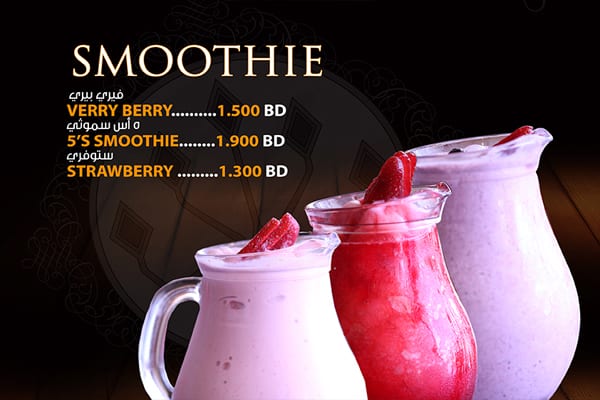 SMOOTHIE
فيري بيري
VERRY BERRY..........1.500 BD
٥ أس سموثي
5'S SMOOTHIE........1.900 BD
ستوفري
STRAWBERRY .........1.300 BD